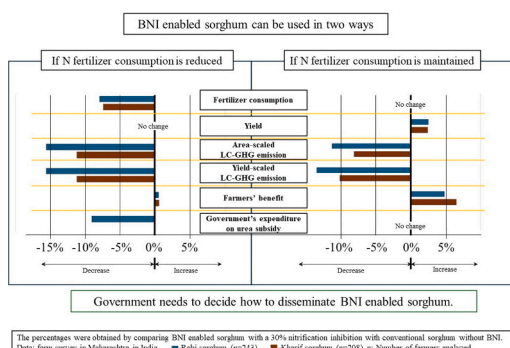 BNI enabled sorghum can be used in two ways
If N fertilizer consumption is reduced
If N fertilizer consumption is maintained
Fertilizer consumption
No change
No change
Yield
Area-scaled
LC-GHG emission
Yield-scaled
LC-GHG emission
Farmers' benefit
Government's expenditure
on urea subsidy
No change
-15% -10% -5% 0% 5%
-10% -5% 0% 5%
Decrease Increase
Decrease Increase
Government needs to decide how to disseminate BNI enabled sorghum.
The percentages were obtained by comparing BNI enabled sorghum with a 30% nitrification inhibition with conventional sorghum without BNI.
Data: farm survey in Maharashtra, in India. Rabi sorghum (n=243) Kharif sorghum (n=208) n: Number of farmers analyzed